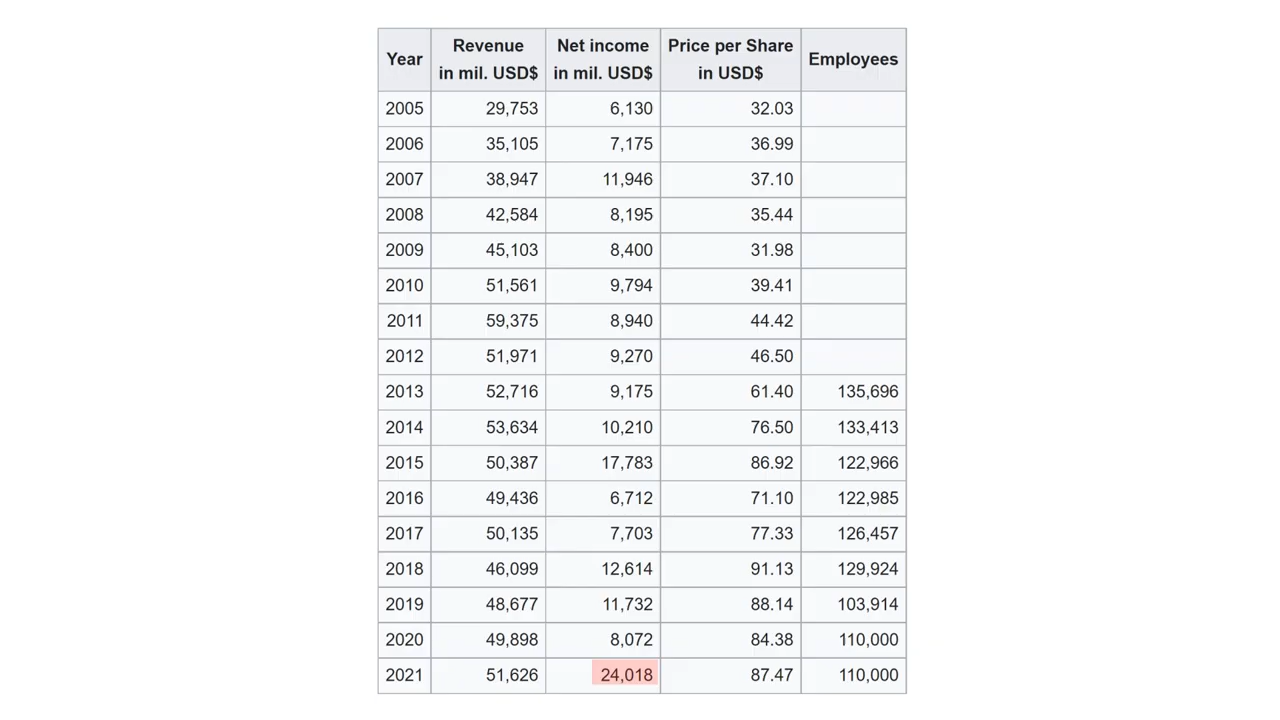 Year Revenue in mil. USD$ Net income in mil. USD$ Price per Share in USD$ Employees
2005 29,753 6,130 32.03
2006 35,105 7,175 36.99
2007 38,947 11,946 37.10
2008 42,584 8,195 35.44
2009 45,103 8,400 31.98
2010 51,561 9,794 39.41
2011 59,375 8,940 44.42
2012 51,971 9,270 46.50
2013 52,716 9,175 61.40 135,696
2014 53,634 10,210 76.50 133,413
2015 50,387 17,783 86.92 122,966
2016 49,436 6,712 71.10 122,985
2017 50,135 7,703 77.33 126,457
2018 46,099 12,614 91.13 129,924
2019 48,677 11,732 88.14 103,914
2020 49,898 8,072 84.38 110,000
2021 51,626 24,018 87.47 110,000